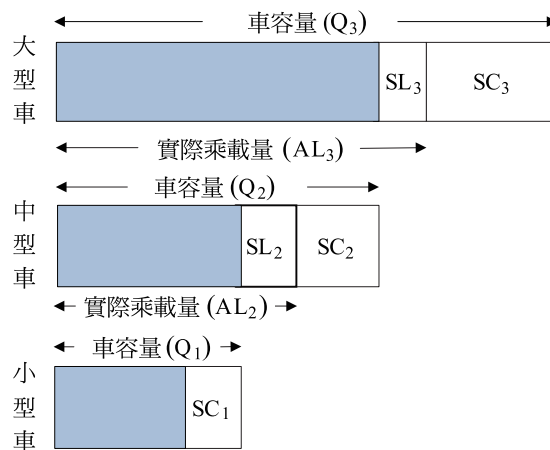 車容量 (Q3)
大型車
SL3
SC3
實際乘載量 (AL3)
車容量 (Q2)
中型車
SL2
SC2
實際乘載量 (AL2)
車容量 (Q1)
小型車
SC1